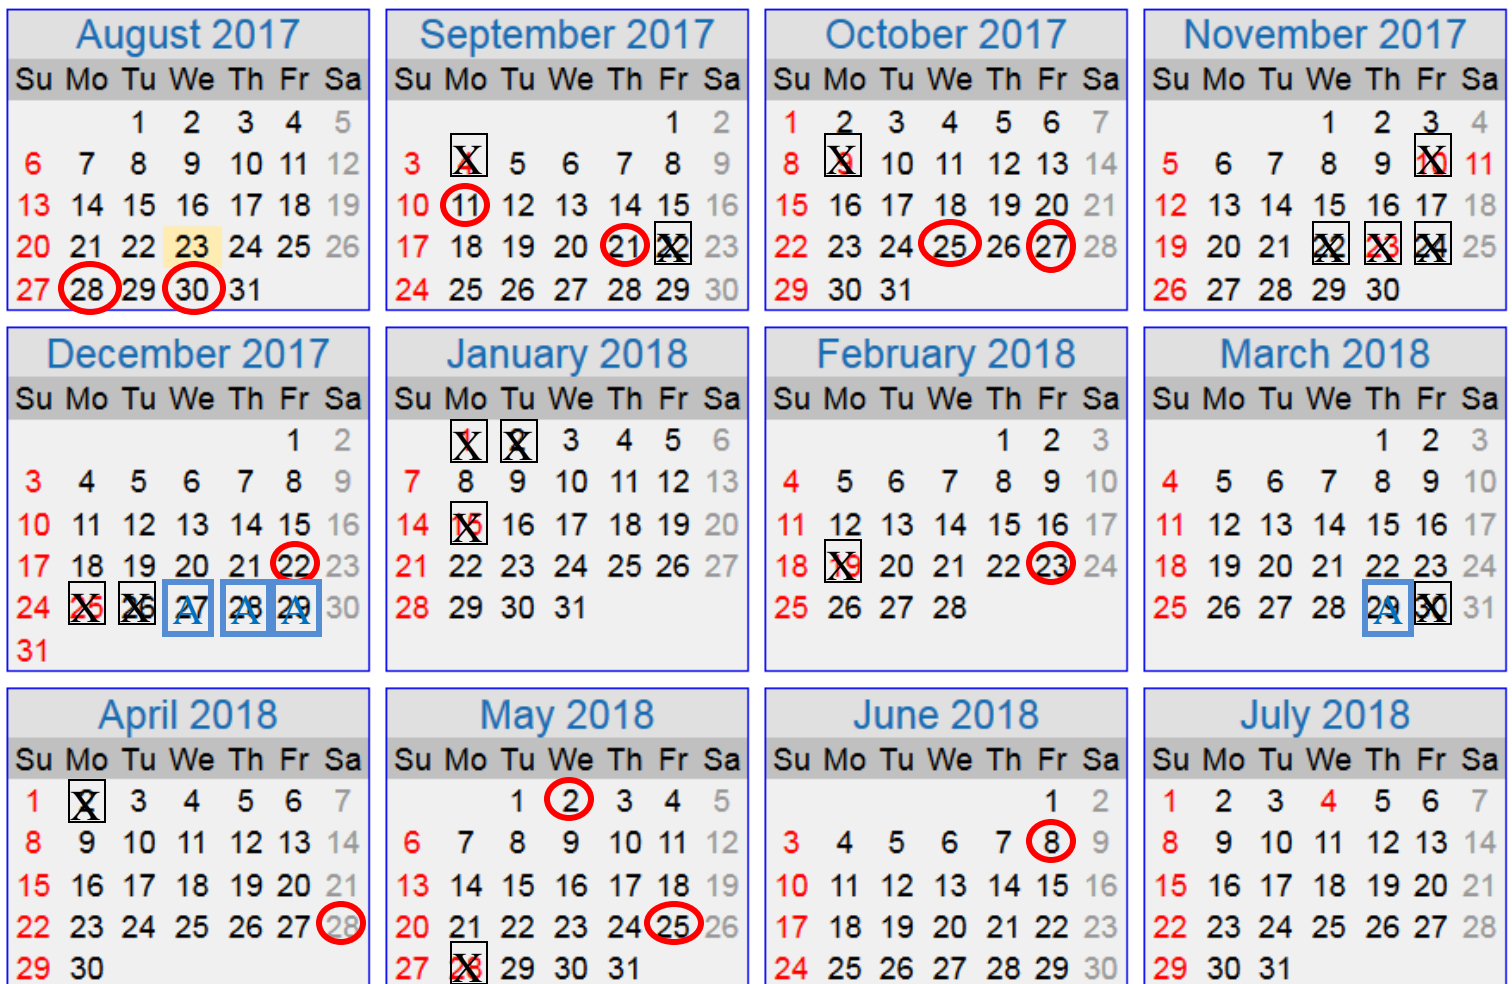 August 2017
Su Mo Tu We Th Fr Sa
1 2 3 4 5
6 7 8 9 10 11 12
13 14 15 16 17 18 19
20 21 22 23 24 25 26
27 28 29 30 31
September 2017
Su Mo Tu We Th Fr Sa
1 2
3 4 X 5 6 7 8 9
10 11 12 13 14 15 16
17 18 19 20 21 22 X 23
24 25 26 27 28 29 30
October 2017
Su Mo Tu We Th Fr Sa
1 2 3 4 5 6 7
8 9 X 10 11 12 13 14
15 16 17 18 19 20 21
22 23 24 25 26 27 28
29 30 31
November 2017
Su Mo Tu We Th Fr Sa
1 2 3 4
5 6 7 8 9 10 X 11
12 13 14 15 16 17 18
19 20 21 22 X 23 X 24 X 25
26 27 28 29 30
December 2017
Su Mo Tu We Th Fr Sa
1 2
3 4 5 6 7 8 9
10 11 12 13 14 15 16
17 18 19 20 21 22 23
24 25 X 26 X 27 A 28 A 29 A 30
31
January 2018
Su Mo Tu We Th Fr Sa
1 X 2 X 3 4 5 6
7 8 9 10 11 12 13
14 15 X 16 17 18 19 20
21 22 23 24 25 26 27
28 29 30 31
February 2018
Su Mo Tu We Th Fr Sa
1 2 3
4 5 6 7 8 9 10
11 12 13 14 15 16 17
18 19 X 20 21 22 23 24
25 26 27 28
March 2018
Su Mo Tu We Th Fr Sa
1 2 3
4 5 6 7 8 9 10
11 12 13 14 15 16 17
18 19 20 21 22 23 24
25 26 27 28 29 A 30 X 31
April 2018
Su Mo Tu We Th Fr Sa
1 2 X 3 4 5 6 7
8 9 10 11 12 13 14
15 16 17 18 19 20 21
22 23 24 25 26 27 28
29 30
May 2018
Su Mo Tu We Th Fr Sa
1 2 3 4 5
6 7 8 9 10 11 12
13 14 15 16 17 18 19
20 21 22 23 24 25 26
27 28 X 29 30 31
June 2018
Su Mo Tu We Th Fr Sa
1 2
3 4 5 6 7 8 9
10 11 12 13 14 15 16
17 18 19 20 21 22 23
24 25 26 27 28 29 30
July 2018
Su Mo Tu We Th Fr Sa
1 2 3 4 5 6 7
8 9 10 11 12 13 14
15 16 17 18 19 20 21
22 23 24 25 26 27 28
29 30 31